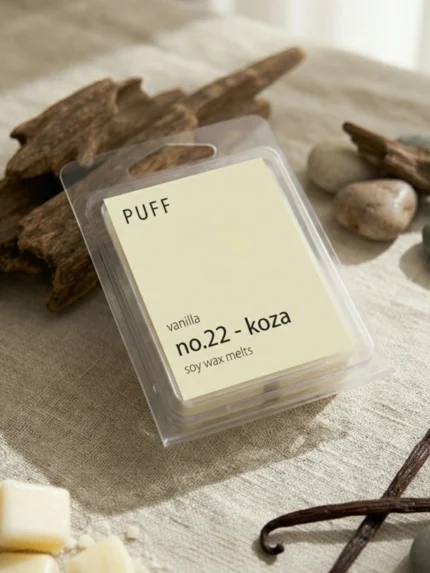 PUFF
vanilla
no.22 - koza
soy wax melts